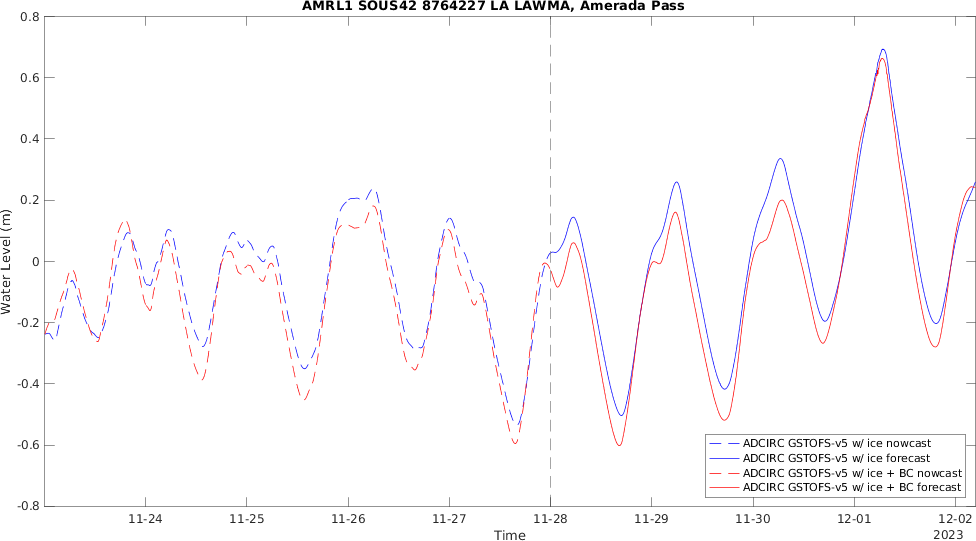 AMRL1 SOUS42 8764227 LA LAWMA, Amerada Pass
0.8
0.6
0.4
0.2
0
-0.2
-0.4
-0.6
-0.8
Water Level (m)
11-24
11-25
11-26
11-27
11-28
11-29
11-30
12-01
12-02
2023
Time
ADCIRC GSTOFS-v5 w/ ice nowcast
ADCIRC GSTOFS-v5 w/ ice forecast
ADCIRC GSTOFS-v5 w/ ice + BC nowcast
ADCIRC GSTOFS-v5 w/ ice + BC forecast